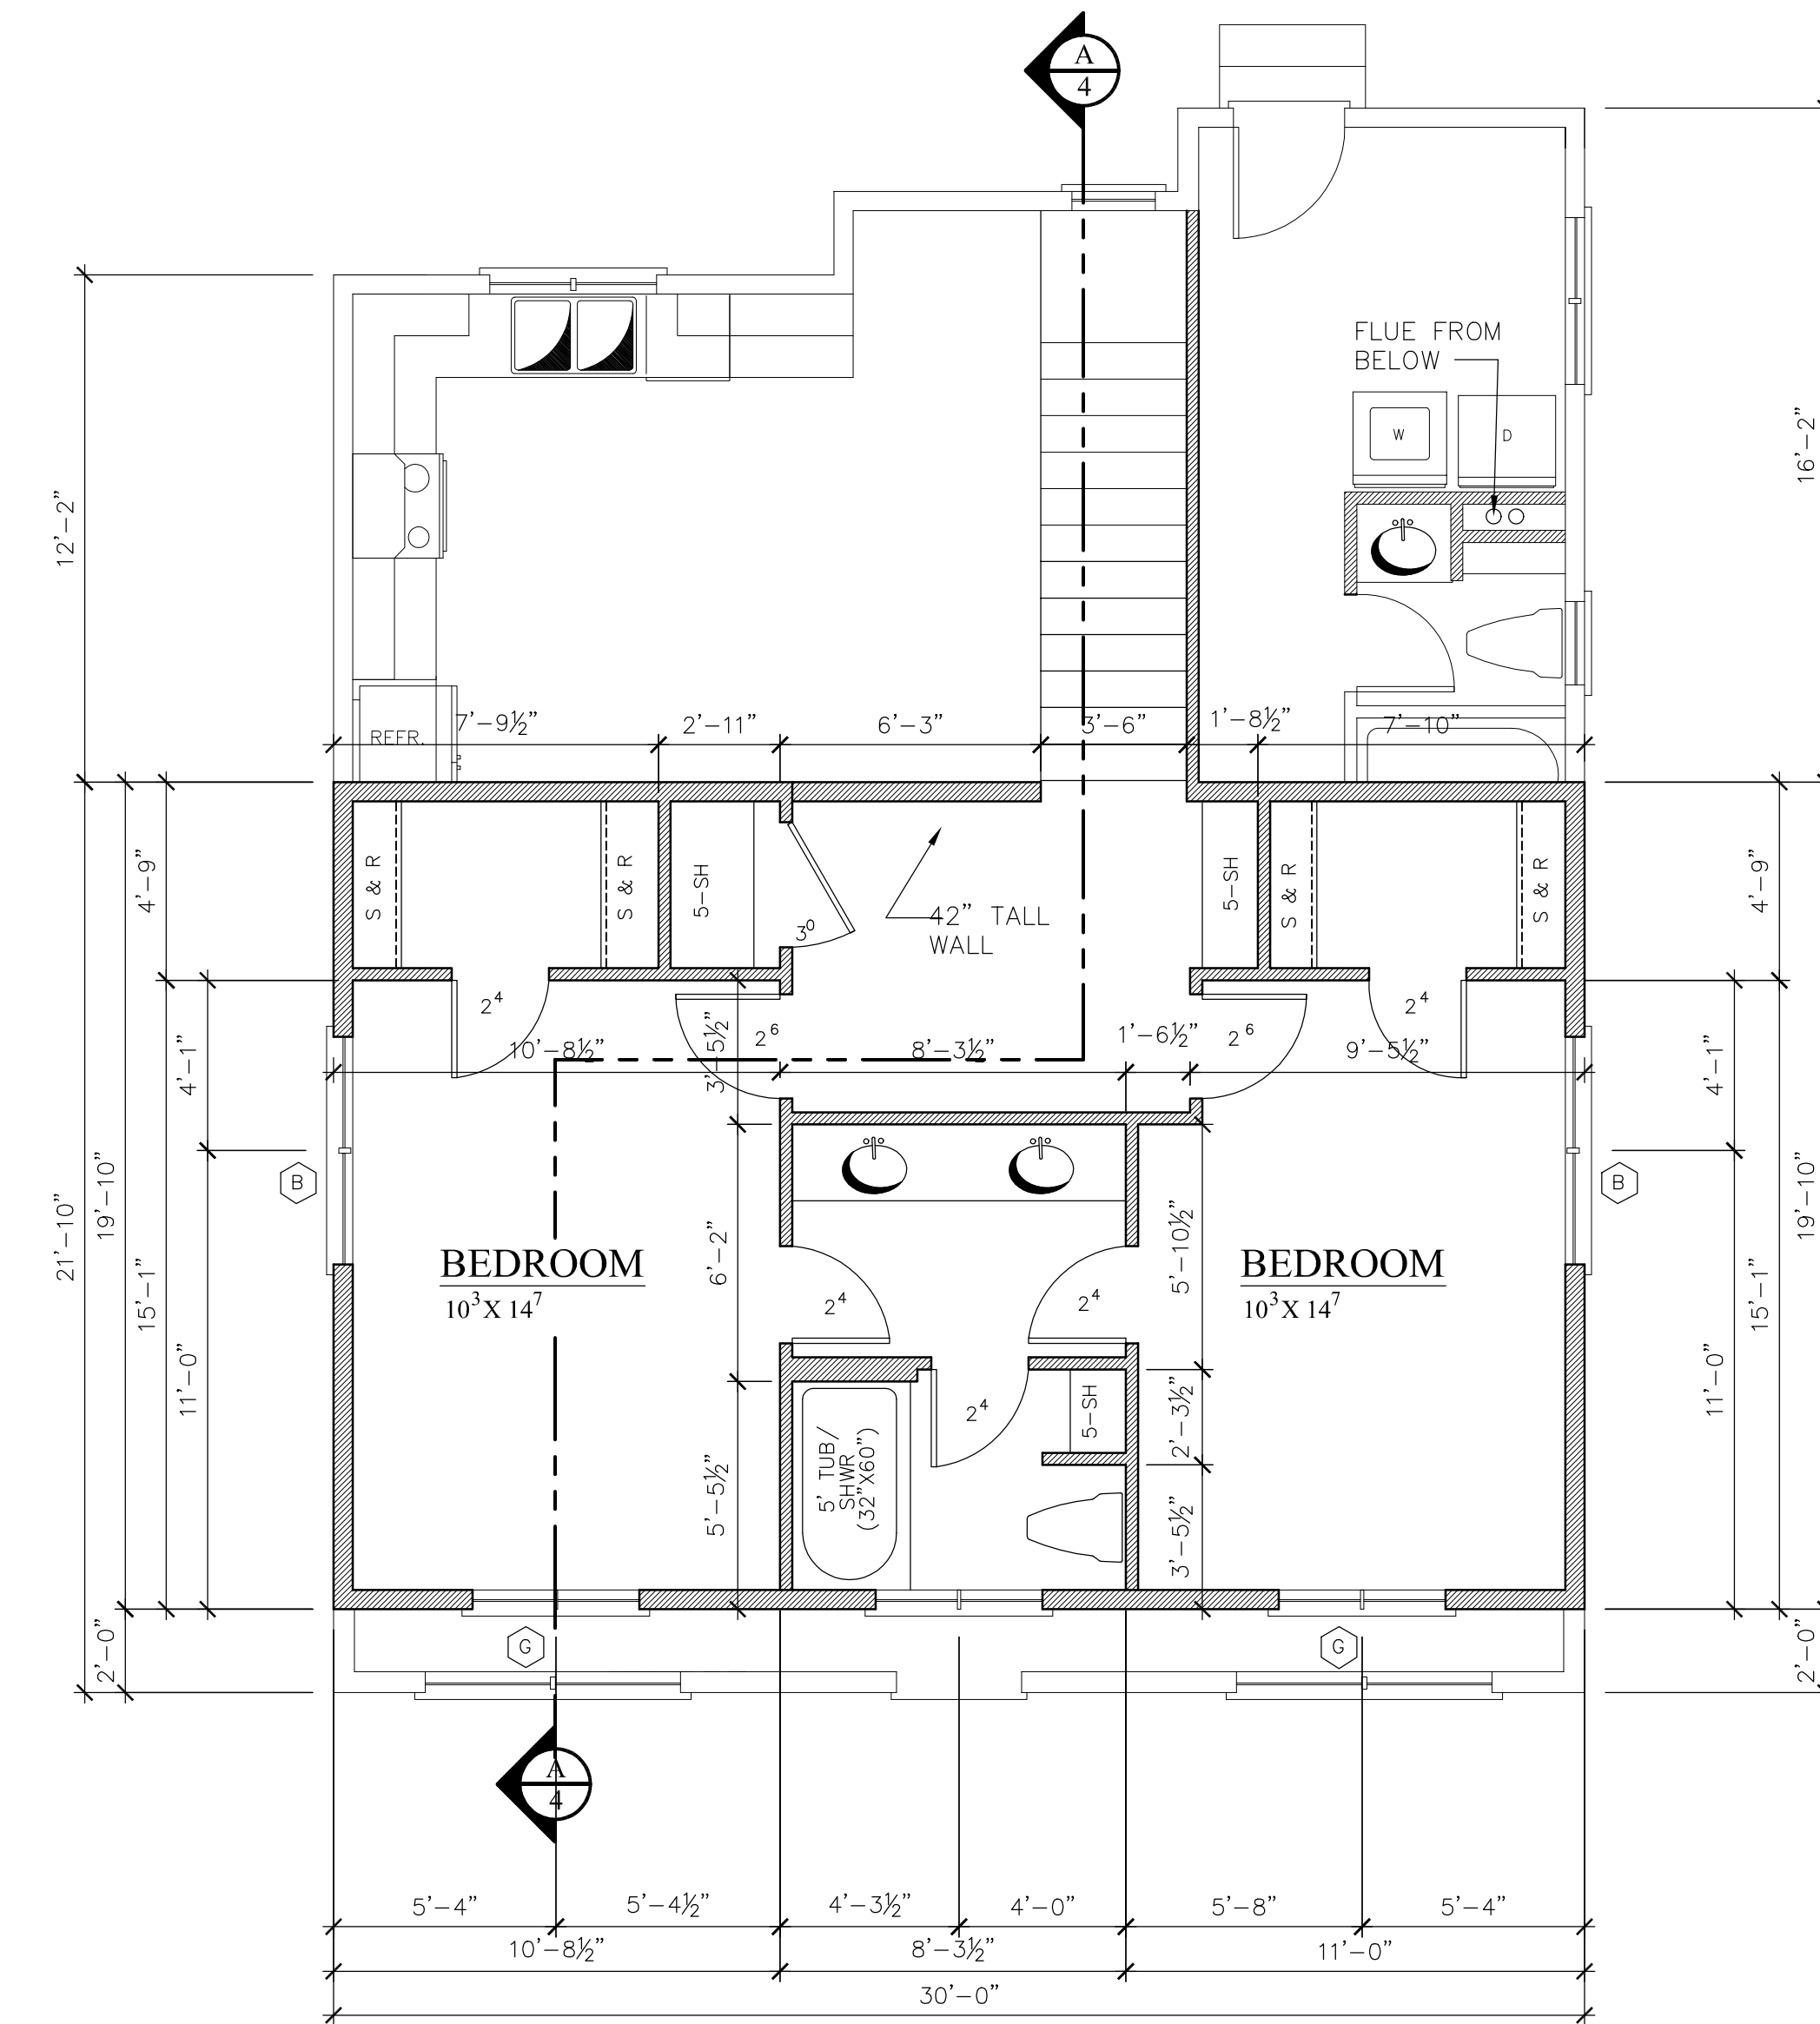 A
4
FLUE FROM
BELOW
W
D
12'-2"
16'-2"
REFR.
7'-9½"
2'-11"
6'-3"
3'-6"
1'-8½"
7'-10"
S & R
S & R
5-SH
3⁰
42" TALL
WALL
5-SH
S & R
S & R
4'-9"
4'-9"
2⁴
2⁶
2⁶
2⁴
10'-8½"
3'-5½"
8'-3½"
1'-6½"
9'-5½"
4'-1"
4'-1"
B
B
21'-10"
19'-10"
15'-1"
11'-0"
6'-2"
5'-10½"
11'-0"
15'-1"
19'-10"
BEDROOM
10³X 14⁷
BEDROOM
10³X 14⁷
2⁴
2⁴
2⁴
5-SH
2'-3½"
5'-5½"
5' TUB/
SHWR
(32"X60")
3'-5½"
2'-0"
2'-0"
G
G
A
4
5'-4"
5'-4½"
4'-3½"
4'-0"
5'-8"
5'-4"
10'-8½"
8'-3½"
11'-0"
30'-0"